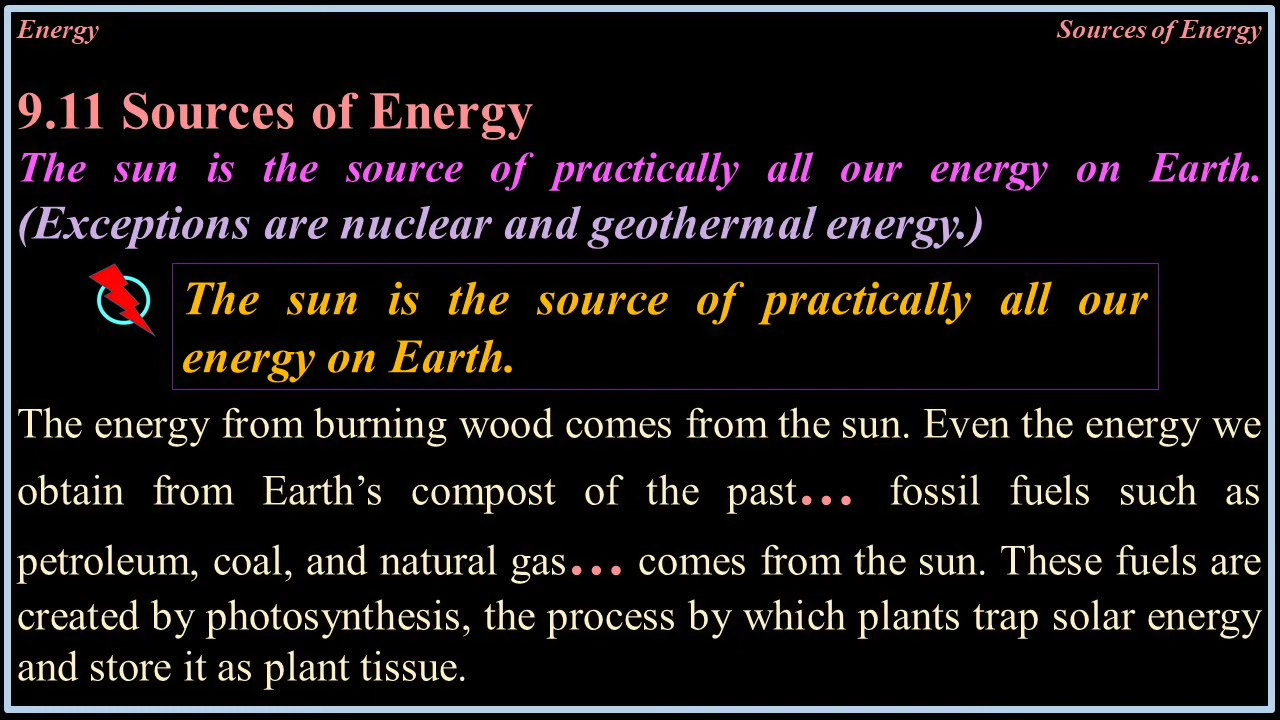 Energy
Sources of Energy
9.11 Sources of Energy
The sun is the source of practically all our energy on Earth.
(Exceptions are nuclear and geothermal energy.)
The sun is the source of practically all our
energy on Earth.
The energy from burning wood comes from the sun. Even the energy we
obtain from Earth’s compost of the past… fossil fuels such as
petroleum, coal, and natural gas… comes from the sun. These fuels are
created by photosynthesis, the process by which plants trap solar energy
and store it as plant tissue.